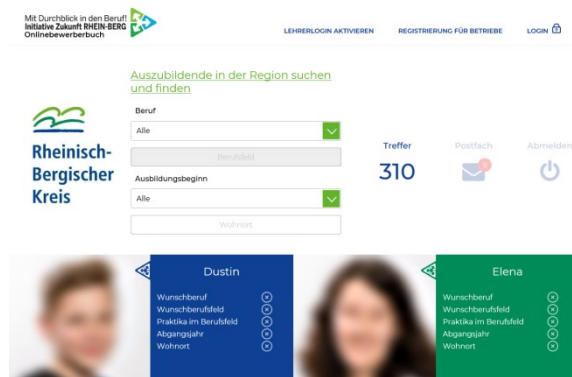 Mit Durchblick in den Beruf!
Initiative Zukunft RHEIN-BERG
Onlinebewerberbuch
LEHRERLOGIN AKTIVIEREN
REGISTRIERUNG FÜR BETRIEBE
LOGIN
Auszubildende in der Region suchen
und finden
Beruf
Alle
Berufsfeld
Ausbildungsbeginn
Alle
Wohnort
Rheinisch-
Bergischer
Kreis
Treffer
310
Postfach
Abmelden
Dustin
Wunschberuf
Wunschberufsfeld
Praktika im Berufsfeld
Abgangsjahr
Wohnort
Elena
Wunschberuf
Wunschberufsfeld
Praktika im Berufsfeld
Abgangsjahr
Wohnort